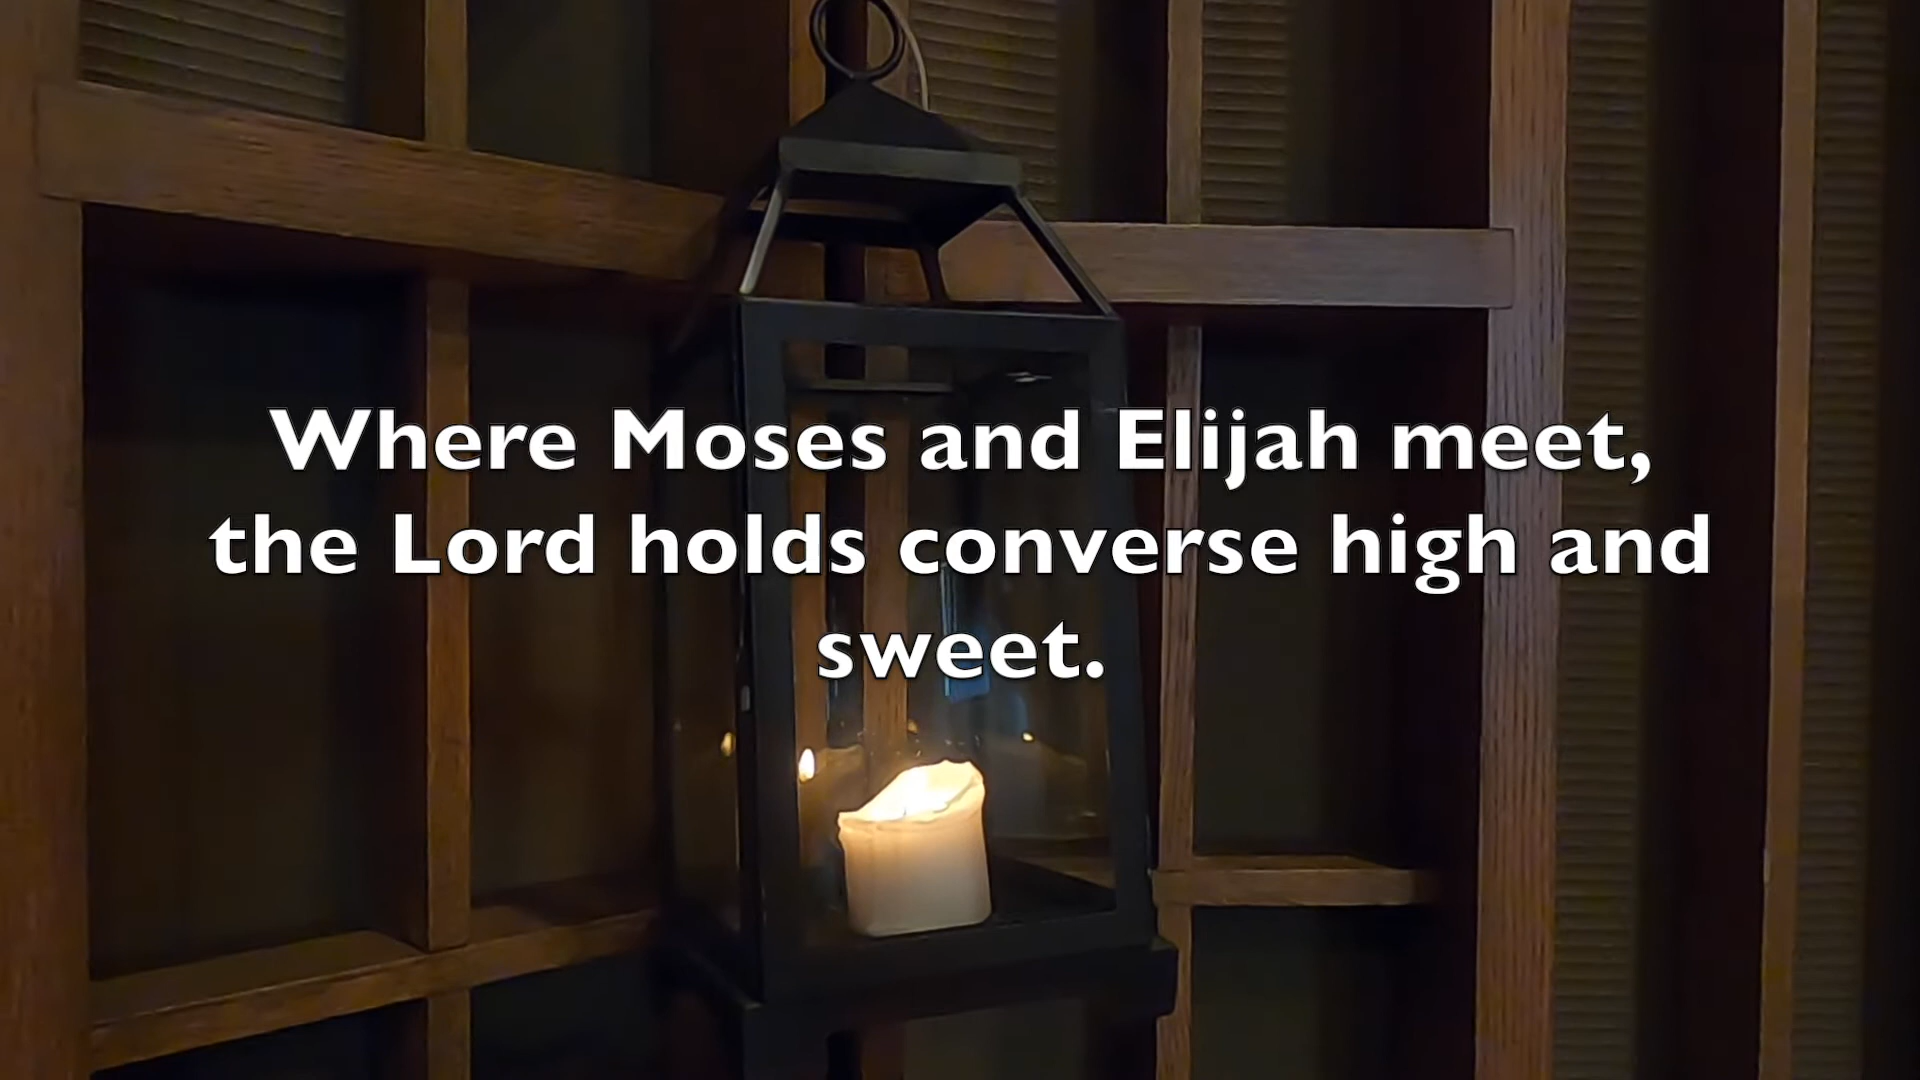 Where Moses and Elijah meet,
the Lord holds converse high and
sweet.